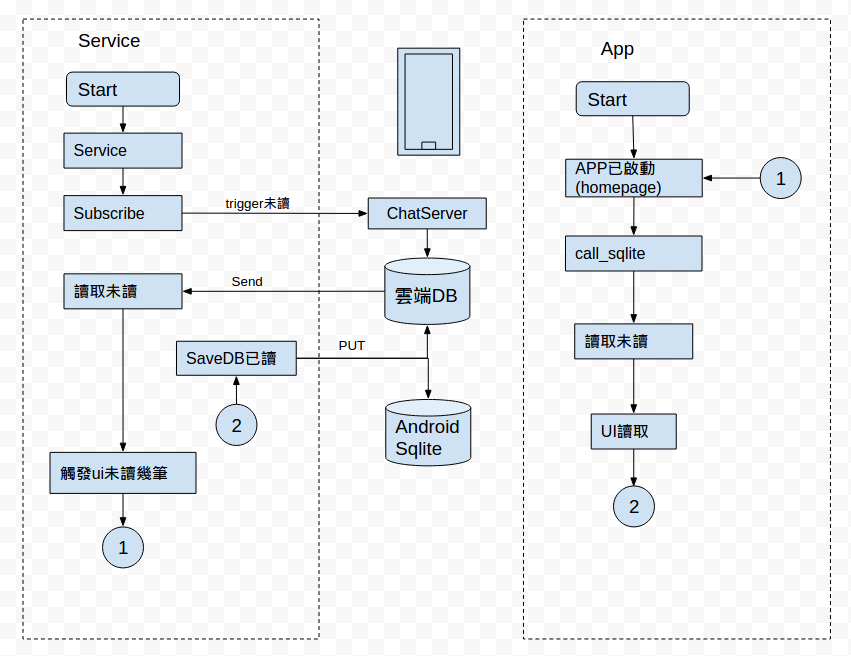 Service
Start
Service
Subscribe
trigger未讀
ChatServer
雲端DB
Send
讀取未讀
SaveDB已讀
PUT
2
Android
Sqlite
觸發ui未讀幾筆
1
App
Start
APP已啟動
(homepage)
1
call_sqlite
讀取未讀
UI讀取
2